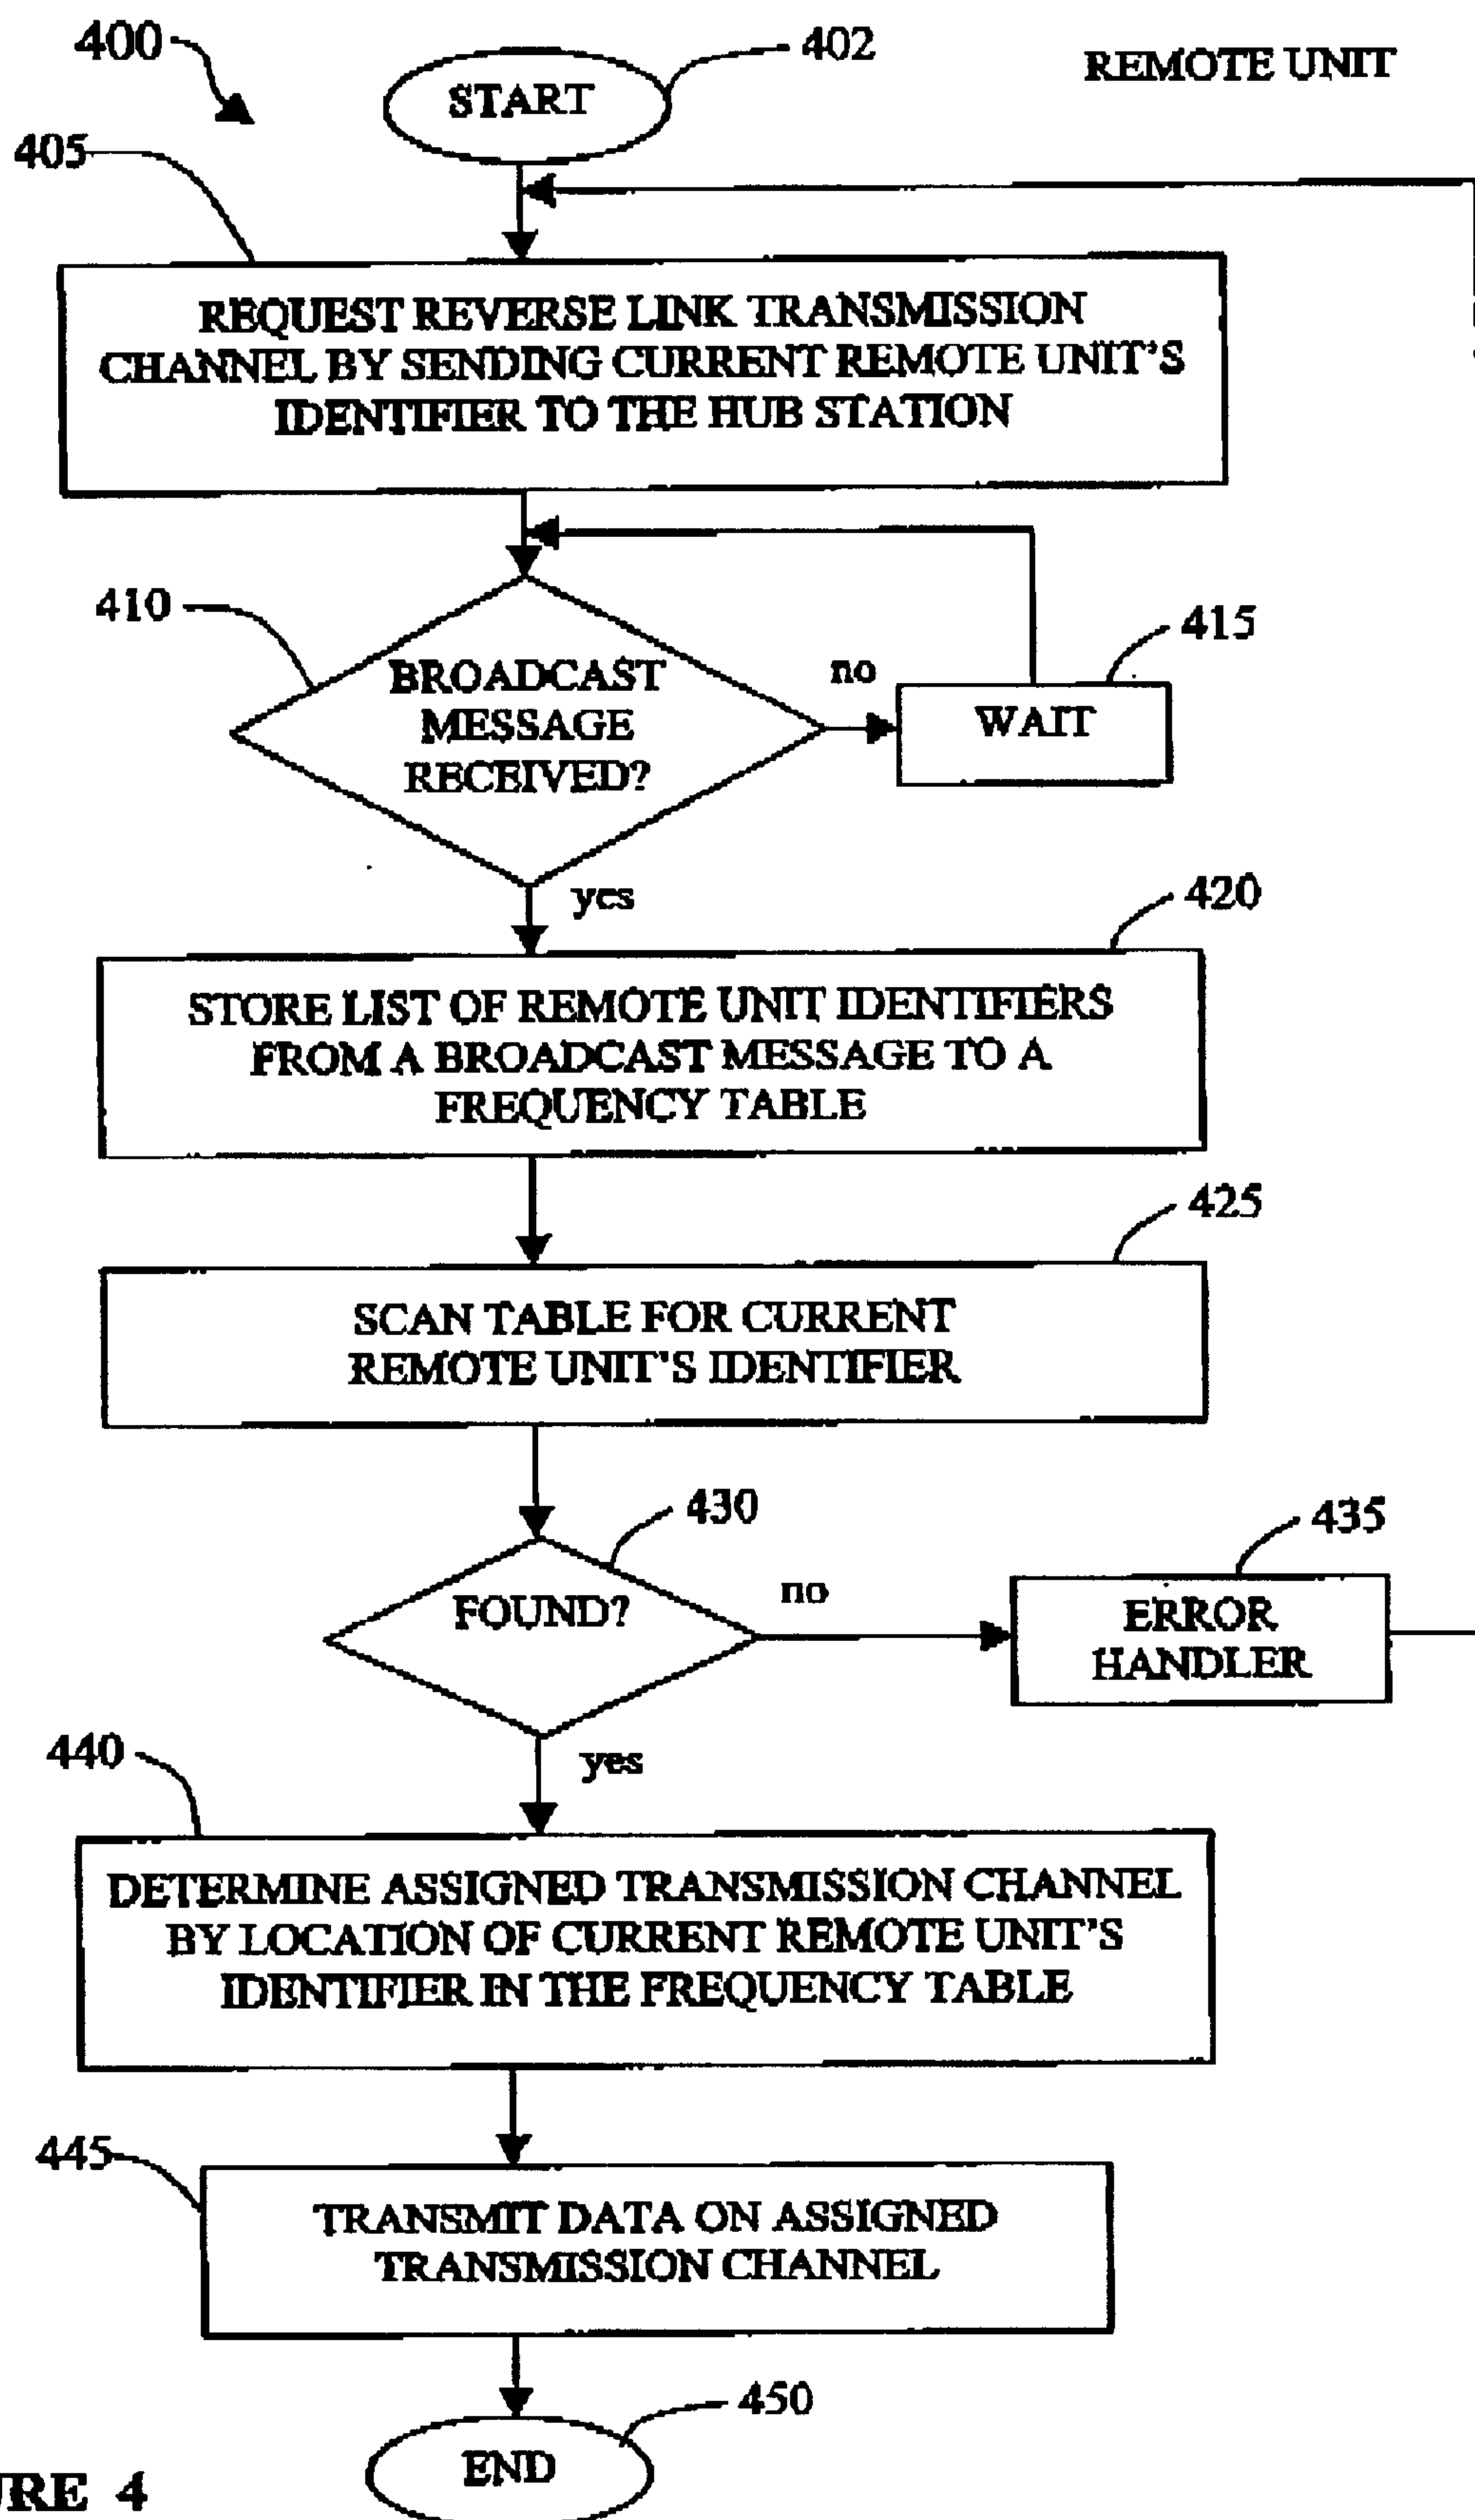 400
402
REMOTE UNIT
START
405
REQUEST REVERSE LINK TRANSMISSION
CHANNEL BY SENDING CURRENT REMOTE UNIT'S
IDENTIFIER TO THE HUB STATION
410
415
BROADCAST
MESSAGE
RECEIVED?
no
WAIT
yes
420
STORE LIST OF REMOTE UNIT IDENTIFIERS
FROM A BROADCAST MESSAGE TO A
FREQUENCY TABLE
425
SCAN TABLE FOR CURRENT
REMOTE UNIT'S IDENTIFIER
430
435
FOUND?
no
ERROR
HANDLER
yes
440
DETERMINE ASSIGNED TRANSMISSION CHANNEL
BY LOCATION OF CURRENT REMOTE UNIT'S
IDENTIFIER IN THE FREQUENCY TABLE
445
TRANSMIT DATA ON ASSIGNED
TRANSMISSION CHANNEL
450
END
URE 4